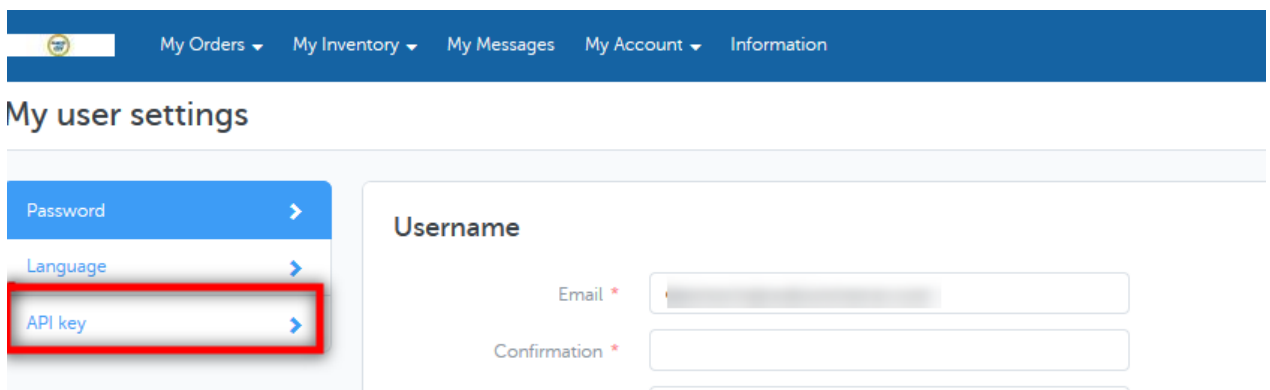 My Orders My Inventory My Messages My Account Information
My user settings
Password
Language
API key
Username
Email *
Confirmation *